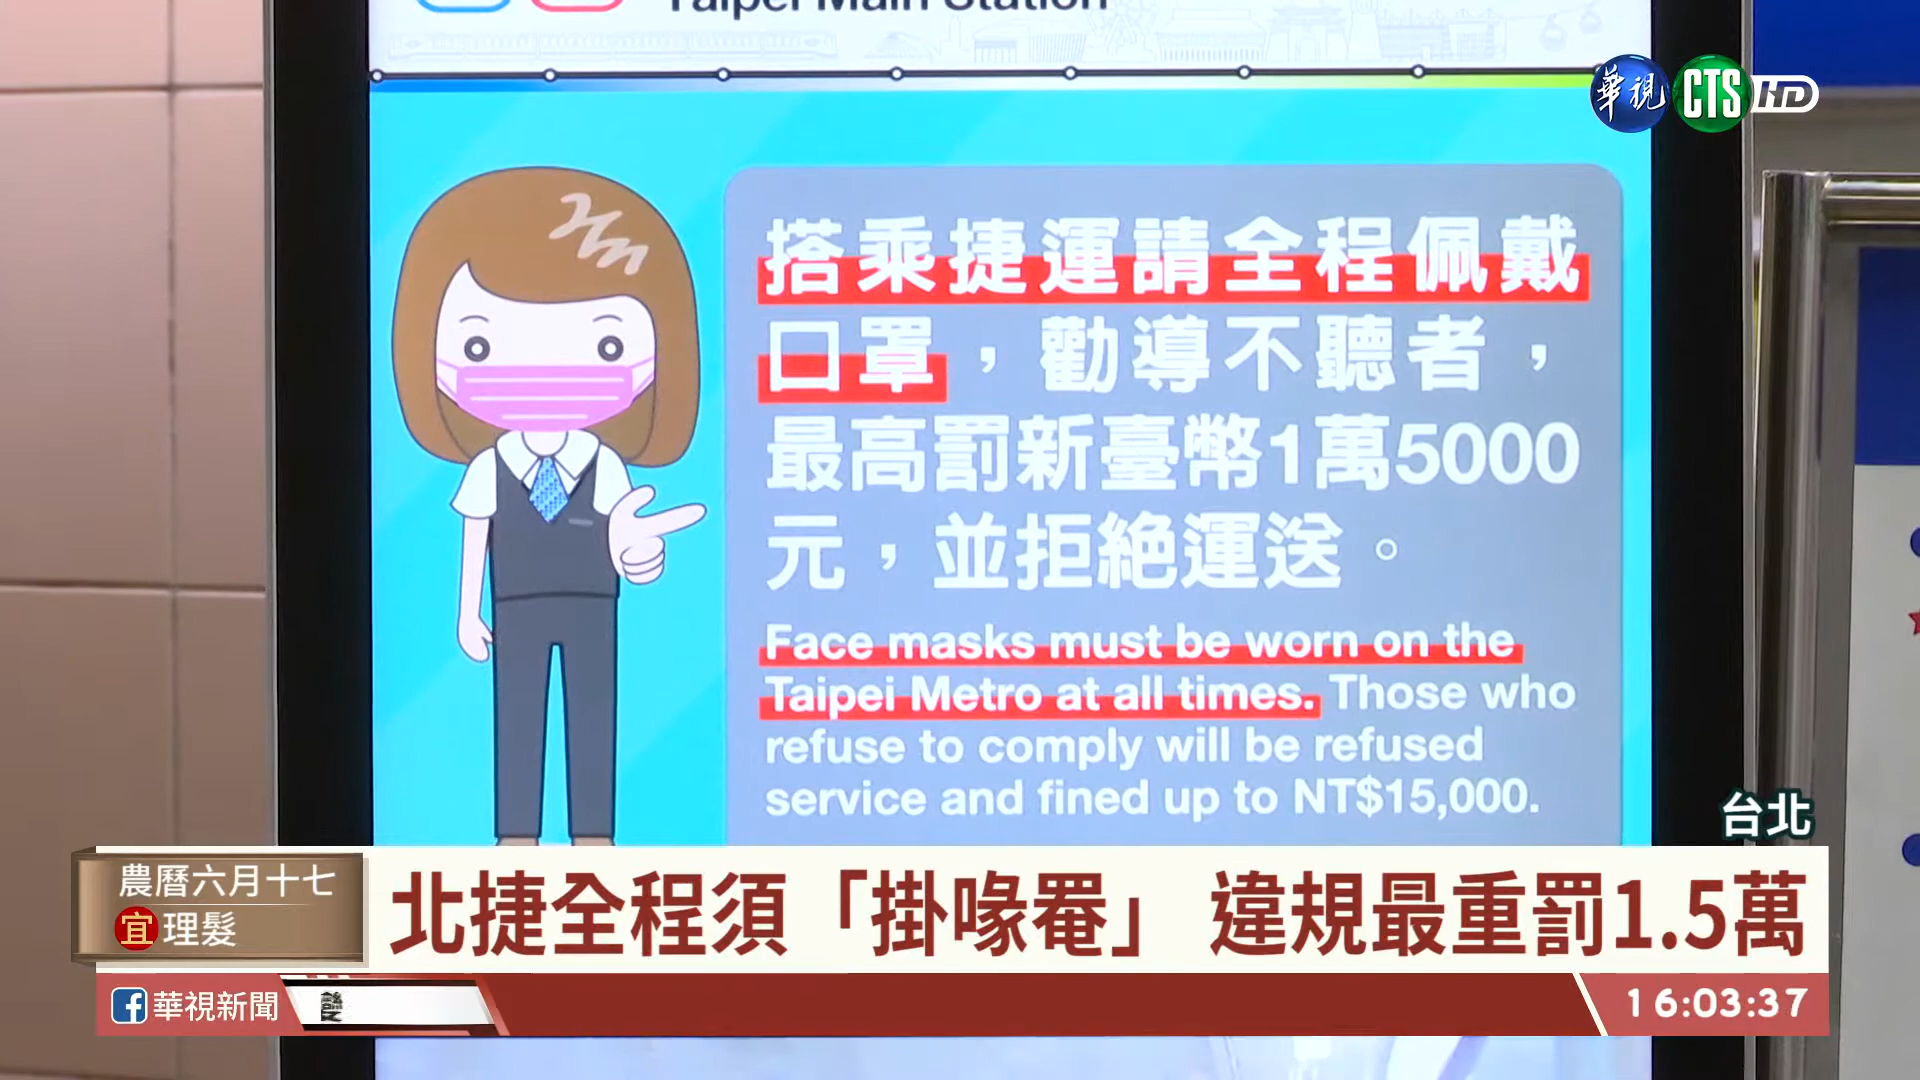 Taipei Main Station
華視 CTS HD
搭乘捷運請全程佩戴
口罩，勸導不聽者，
最高罰新臺幣1萬5000
元，並拒絕運送。
Face masks must be worn on the
Taipei Metro at all times. Those who
refuse to comply will be refused
service and fined up to NT$15,000.
台北
農曆六月十七
宜理髮
北捷全程須「掛喙罨」 違規最重罰1.5萬
華視新聞
16:03:37